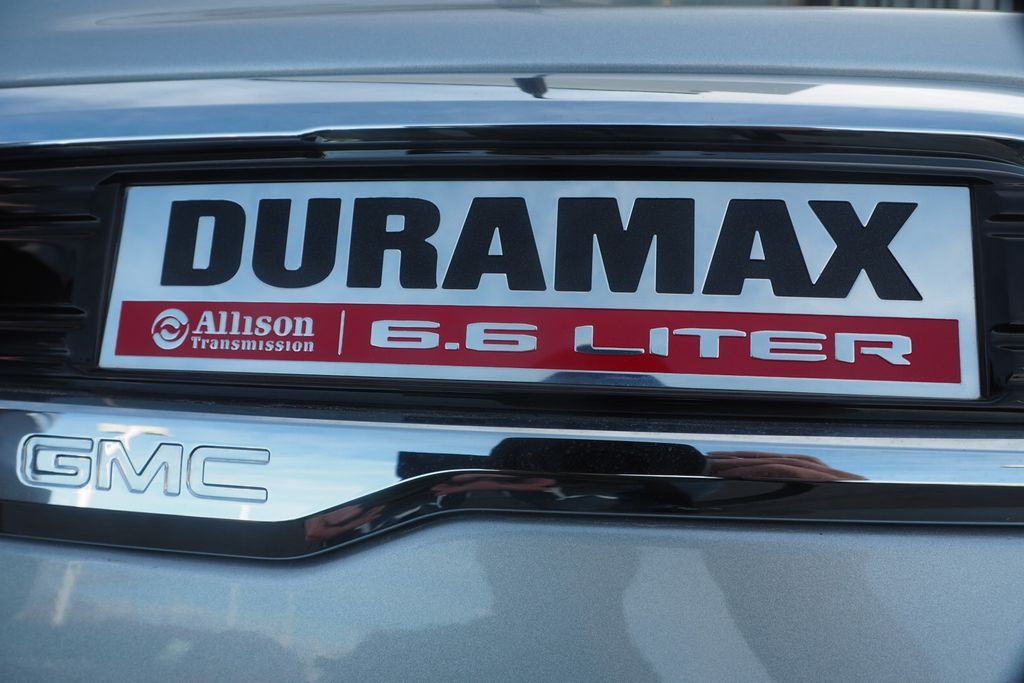 DURAMAX
Allison
Transmission
6.6 LITER
GMC